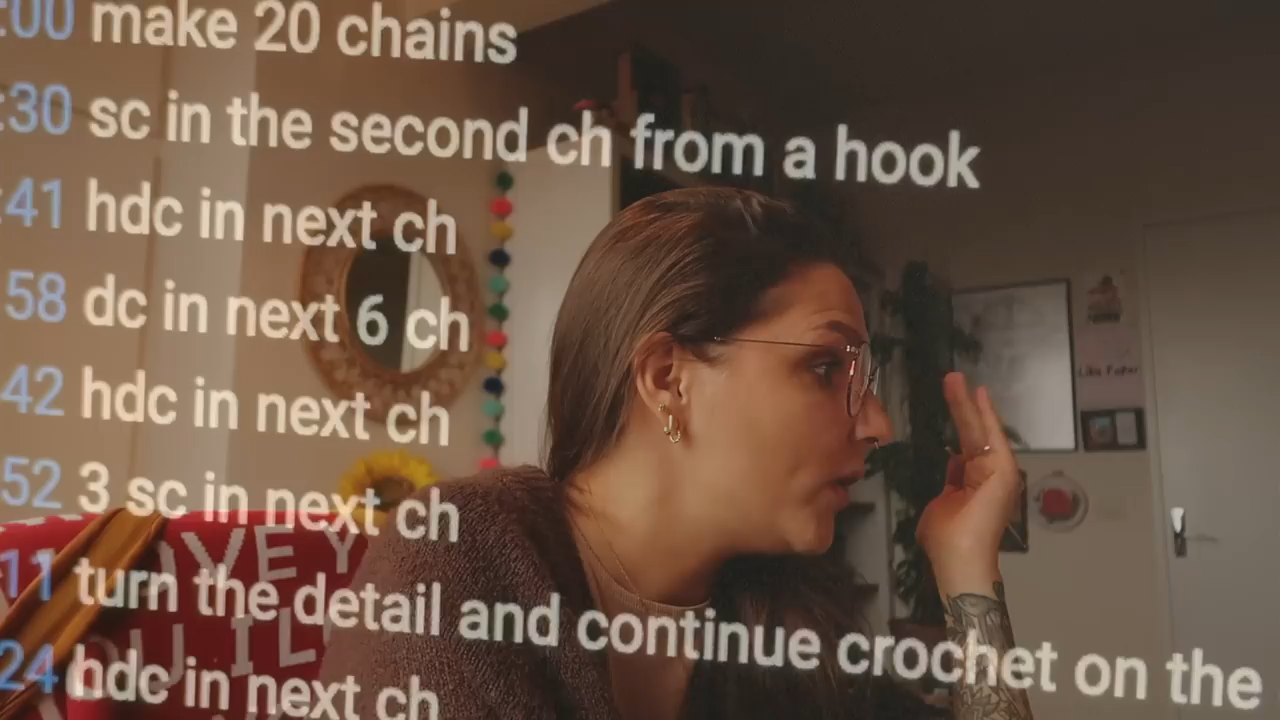 :00 make 20 chains
:30 sc in the second ch from a hook
:41 hdc in next ch
58 dc in next 6 ch
42 hdc in next ch
52 3 sc in next ch
11 turn the detail and continue crochet on the
24 hdc in next ch